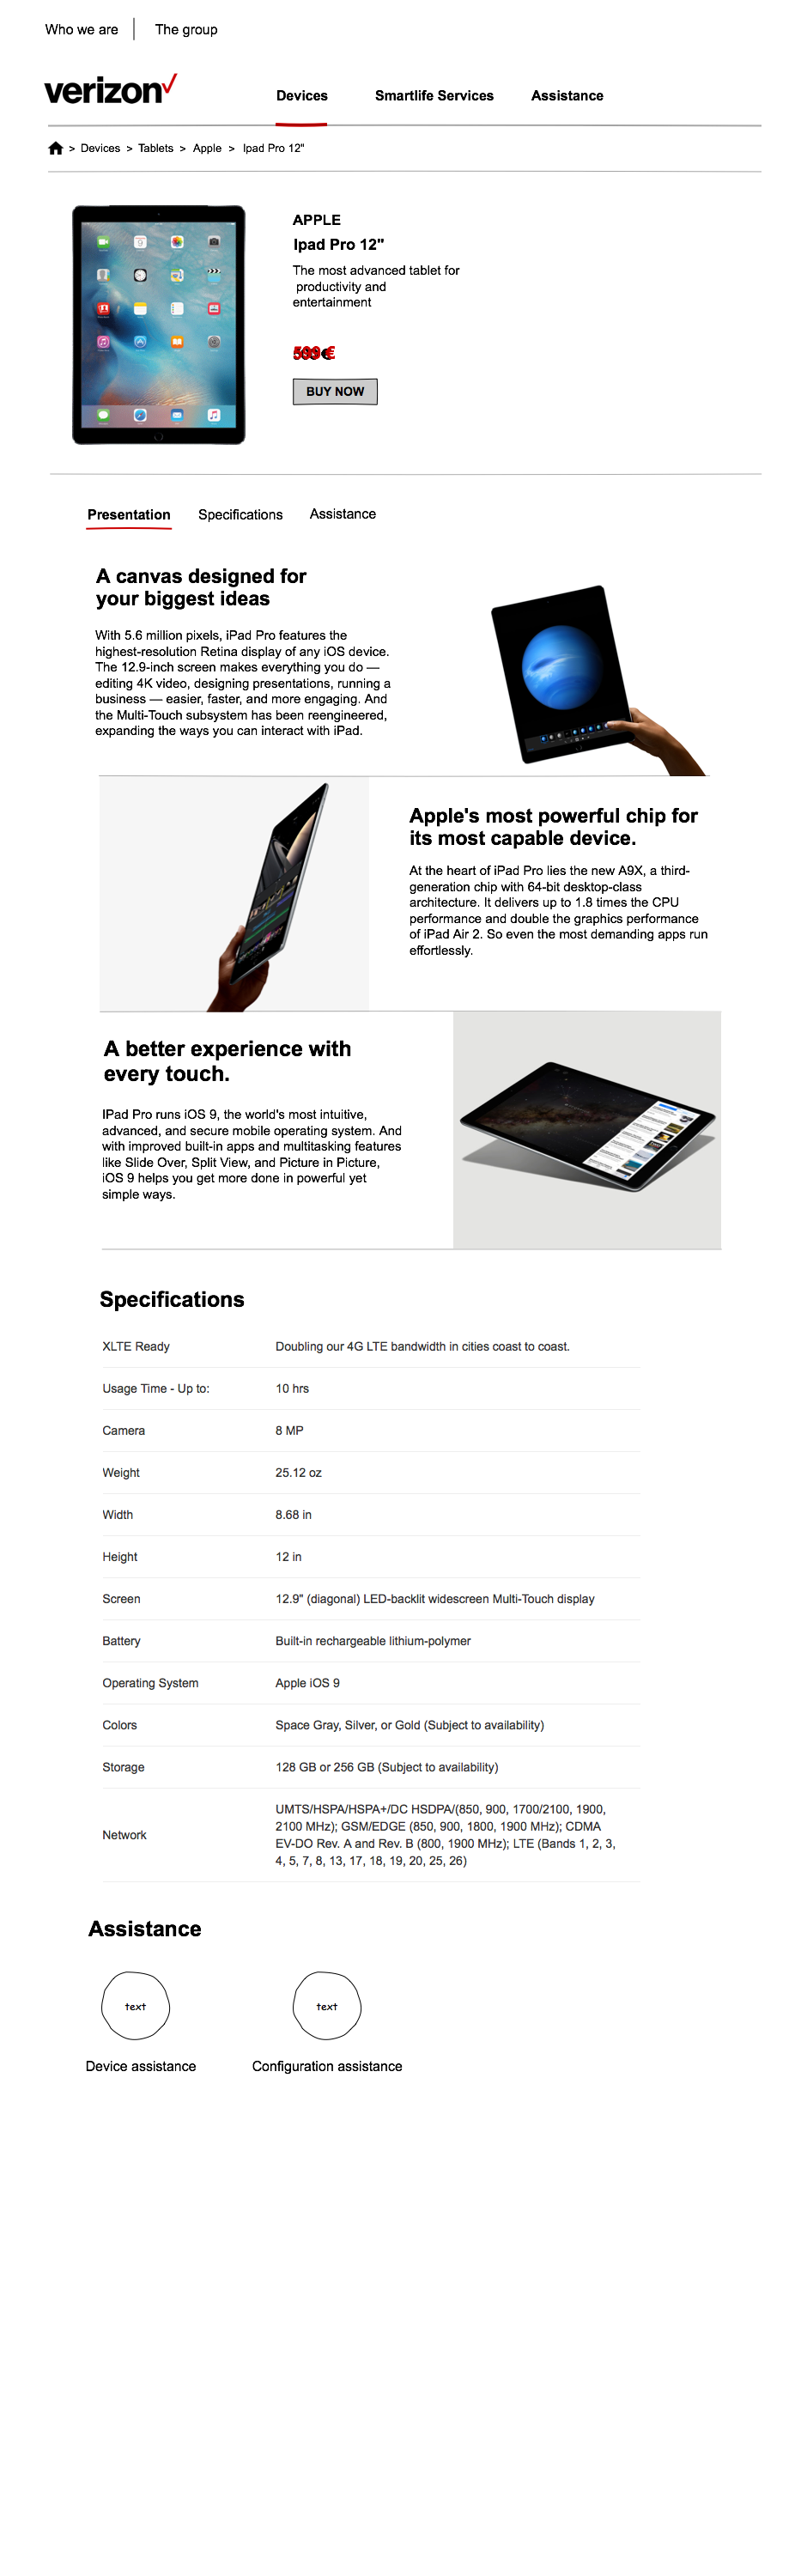 Who we are
The group
verizon
Devices
Smartlife Services
Assistance
> Devices > Tablets > Apple > Ipad Pro 12"
APPLE
Ipad Pro 12"
The most advanced tablet for
productivity and
entertainment
€
BUY NOW
Presentation
Specifications
Assistance
A canvas designed for
your biggest ideas
With 5.6 million pixels, iPad Pro features the
highest-resolution Retina display of any iOS device.
The 12.9-inch screen makes everything you do —
editing 4K video, designing presentations, running a
business — easier, faster, and more engaging. And
the Multi-Touch subsystem has been reengineered,
expanding the ways you can interact with iPad.
Apple's most powerful chip for
its most capable device.
At the heart of iPad Pro lies the new A9X, a third-
generation chip with 64-bit desktop-class
architecture. It delivers up to 1.8 times the CPU
performance and double the graphics performance
of iPad Air 2. So even the most demanding apps run
effortlessly.
A better experience with
every touch.
IPad Pro runs iOS 9, the world's most intuitive,
advanced, and secure mobile operating system. And
with improved built-in apps and multitasking features
like Slide Over, Split View, and Picture in Picture,
iOS 9 helps you get more done in powerful yet
simple ways.
Specifications
XLTE Ready
Doubling our 4G LTE bandwidth in cities coast to coast.
Usage Time - Up to:
10 hrs
Camera
8 MP
Weight
25.12 oz
Width
8.68 in
Height
12 in
Screen
12.9" (diagonal) LED-backlit widescreen Multi-Touch display
Battery
Built-in rechargeable lithium-polymer
Operating System
Apple iOS 9
Colors
Space Gray, Silver, or Gold (Subject to availability)
Storage
128 GB or 256 GB (Subject to availability)
Network
UMTS/HSPA/HSPA+/DC HSDPA/(850, 900, 1700/2100, 1900,
2100 MHz); GSM/EDGE (850, 900, 1800, 1900 MHz); CDMA
EV-DO Rev. A and Rev. B (800, 1900 MHz); LTE (Bands 1, 2, 3,
4, 5, 7, 8, 13, 17, 18, 19, 20, 25, 26)
Assistance
text
text
Device assistance
Configuration assistance